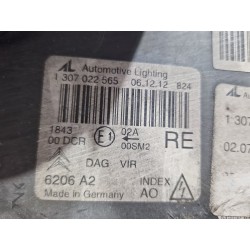 AL Automotive Lighting
1 307 022 565 06.12.12 824
1843 E1 02A
00 DCR 00SM2 RE
DAG VIR
6206 A2 INDEX
Made in Germany AO
1 307
02.07